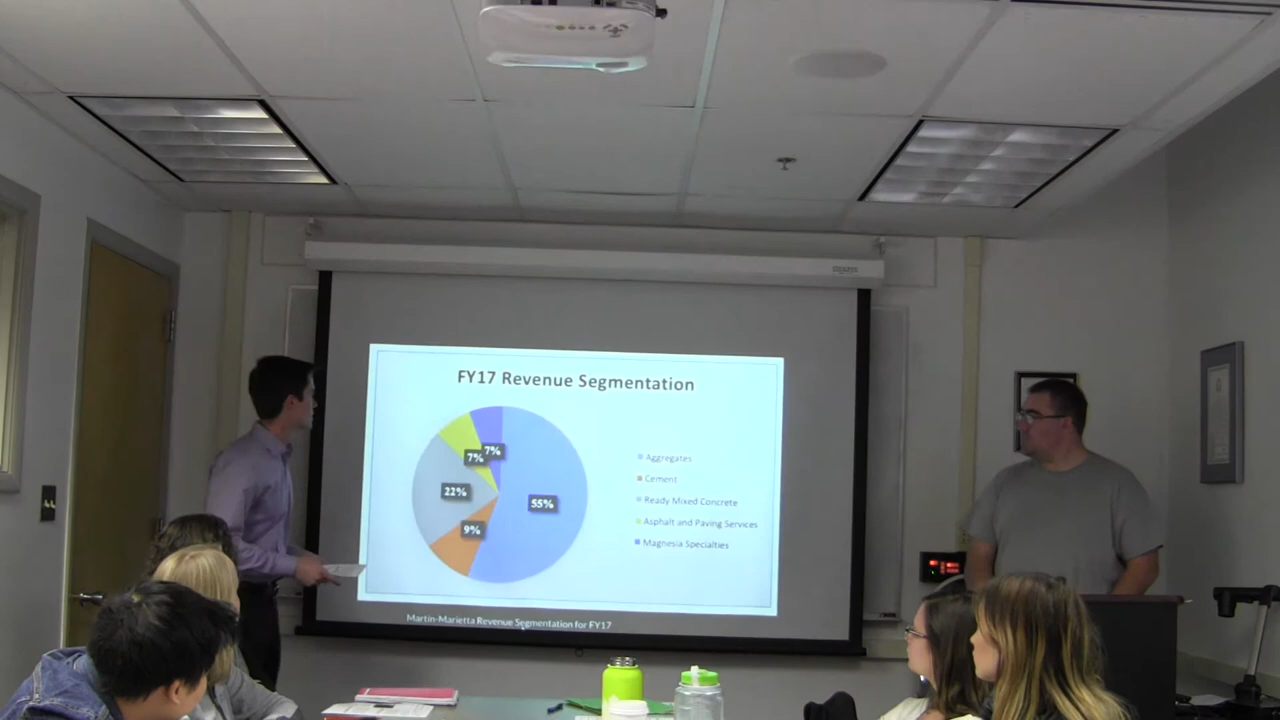 FY17 Revenue Segmentation
7%
7%
22%
55%
9%
Aggregates
Cement
Ready Mixed Concrete
Asphalt and Paving Services
Magnesia Specialties
Martin-Marietta Revenue Segmentation for FY17